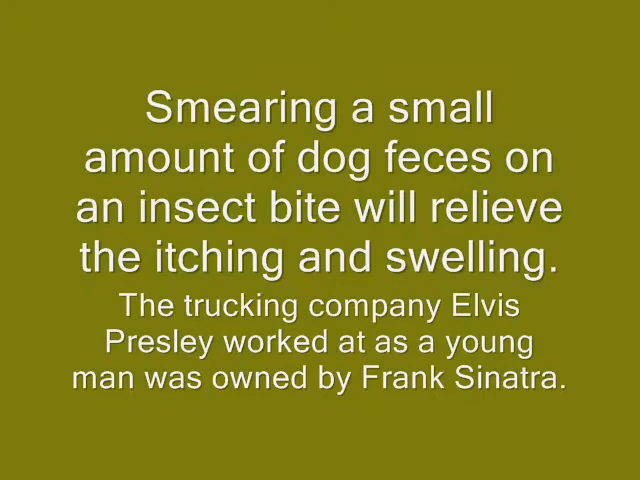 Smearing a small
amount of dog feces on
an insect bite will relieve
the itching and swelling.
The trucking company Elvis
Presley worked at as a young
man was owned by Frank Sinatra.